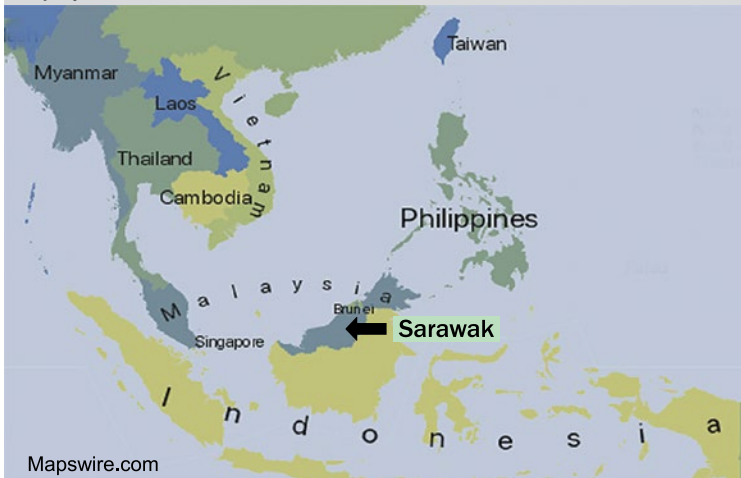 Taiwan
Myanmar
Laos
Vietnam
Thailand
Cambodia
Philippines
Malaysia
Brunei
Sarawak
Singapore
Indonesia
Mapswire.com